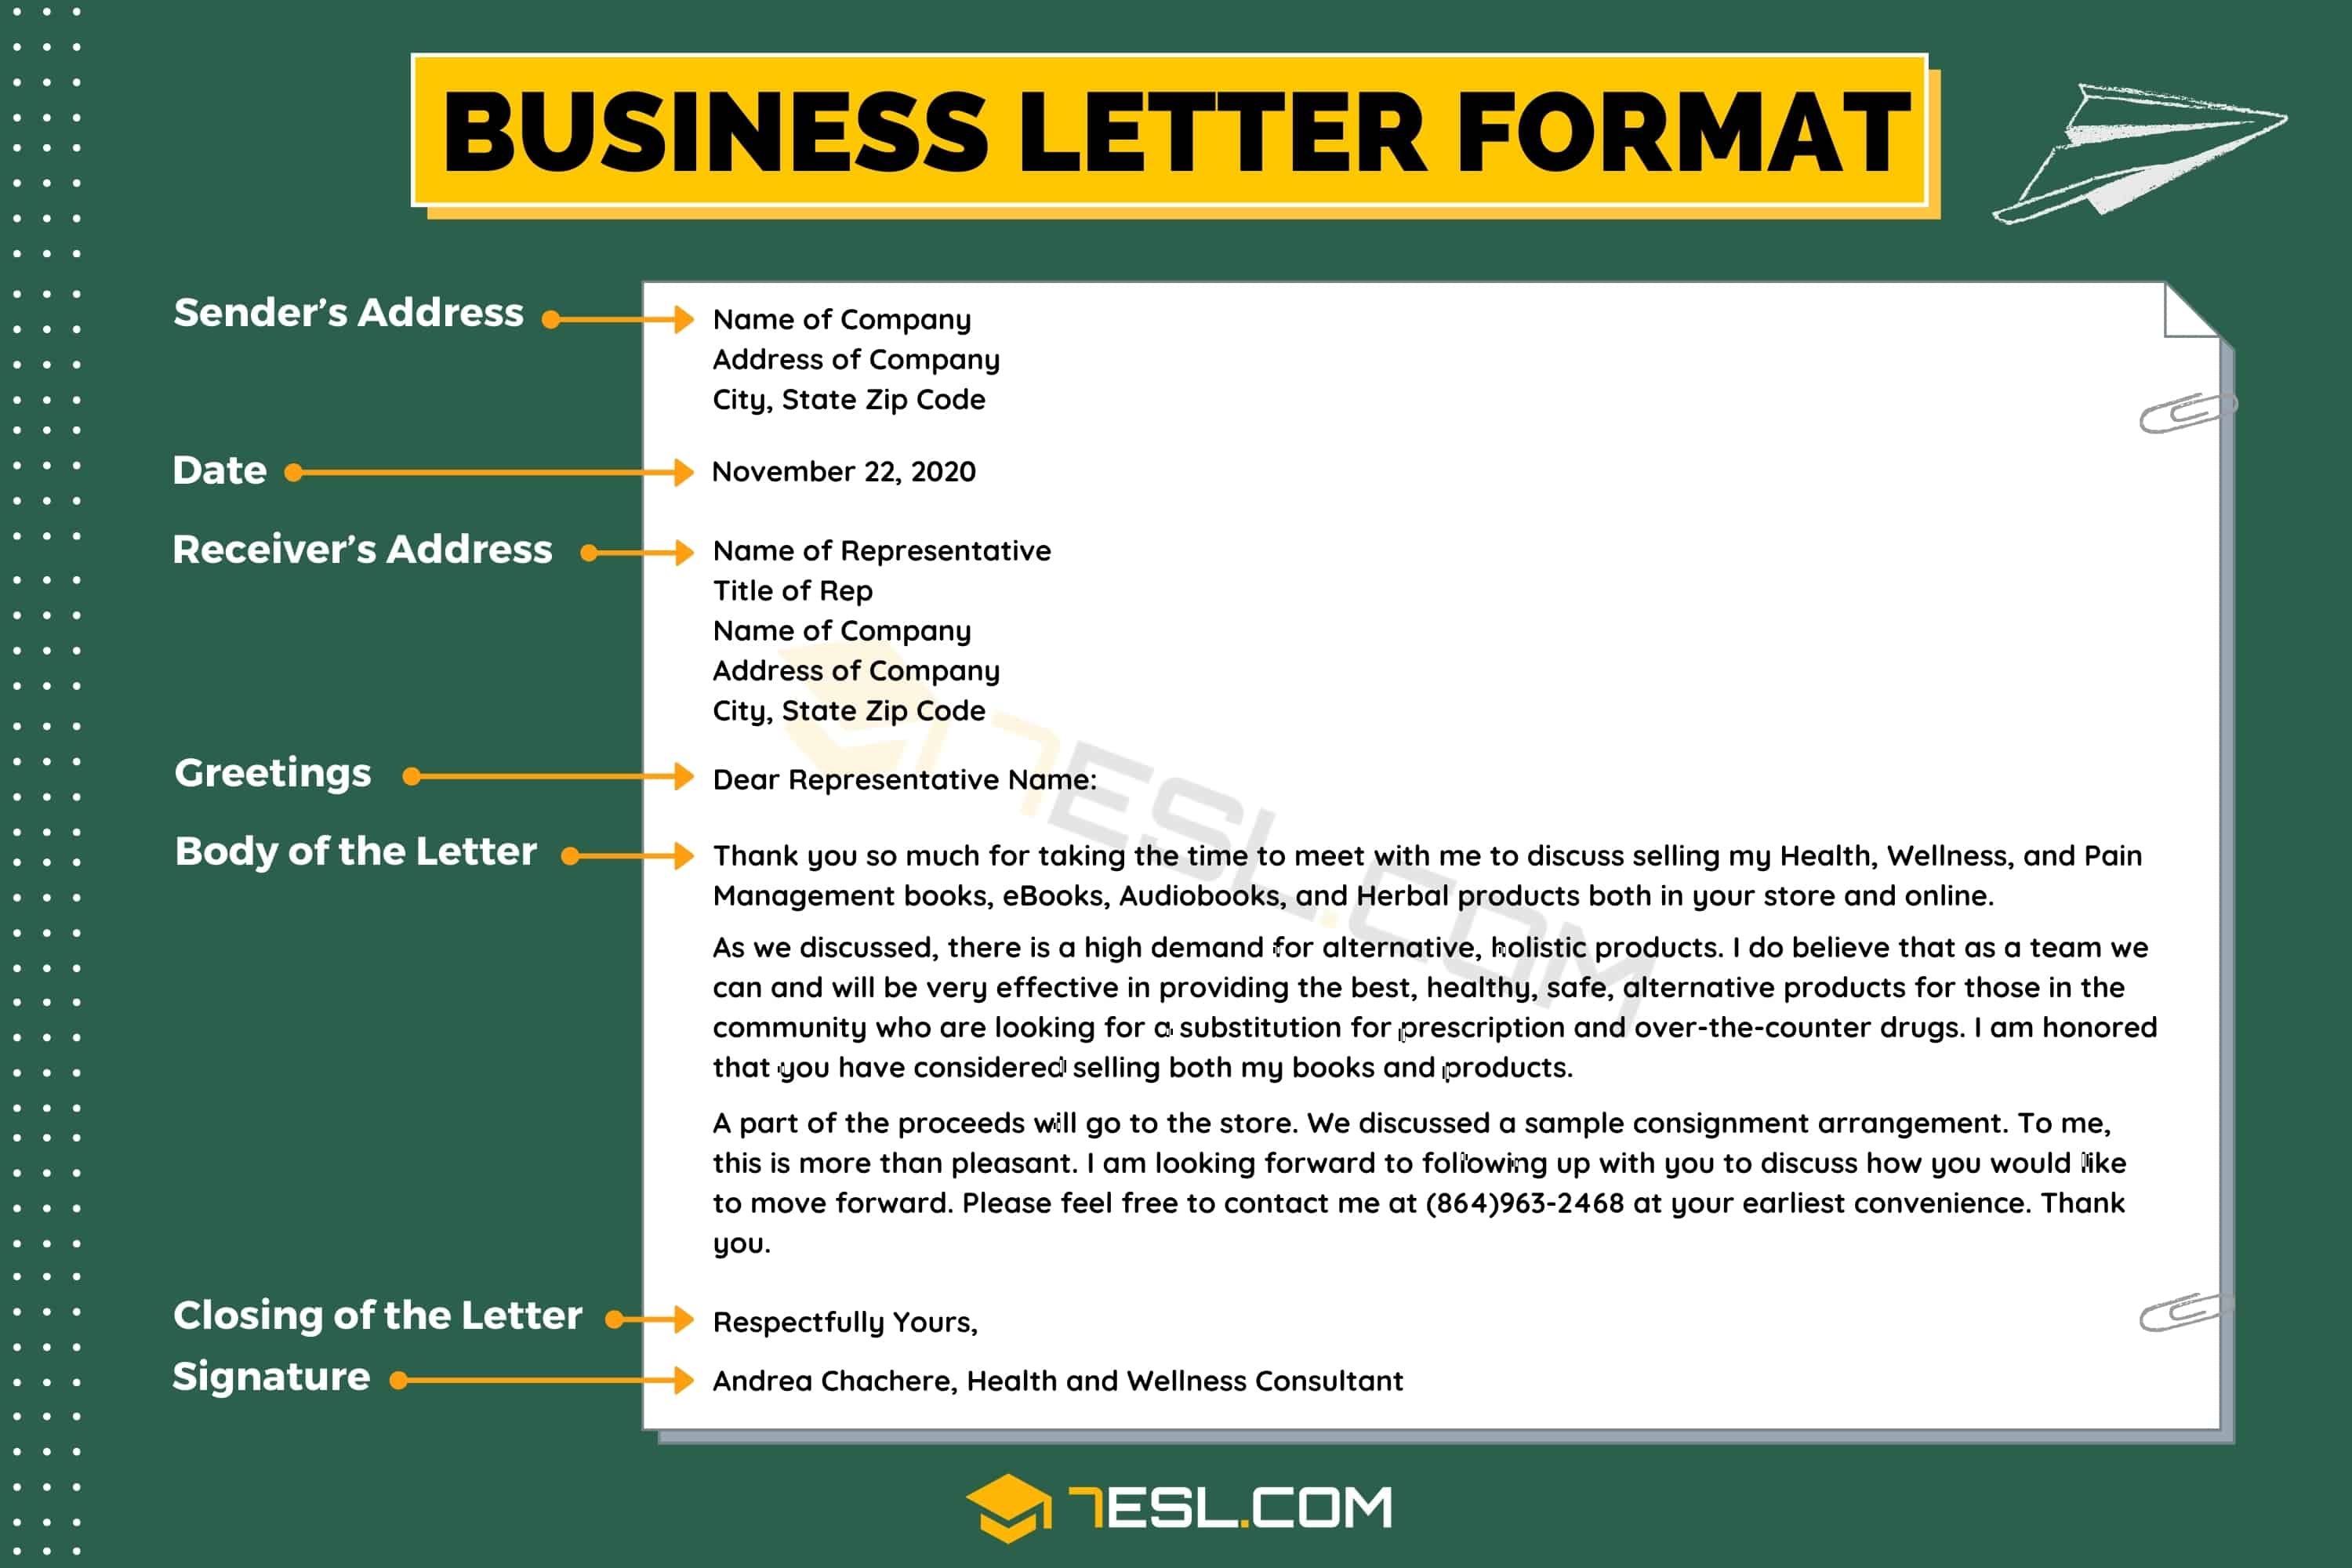 BUSINESS LETTER FORMAT
Sender's Address
Name of Company
Address of Company
City, State Zip Code
Date
November 22, 2020
Receiver's Address
Name of Representative
Title of Rep
Name of Company
Address of Company
City, State Zip Code
Greetings
Dear Representative Name:
Body of the Letter
Thank you so much for taking the time to meet with me to discuss selling my Health, Wellness, and Pain
Management books, eBooks, Audiobooks, and Herbal products both in your store and online.
As we discussed, there is a high demand for alternative, holistic products. I do believe that as a team we
can and will be very effective in providing the best, healthy, safe, alternative products for those in the
community who are looking for a substitution for prescription and over-the-counter drugs. I am honored
that you have considered selling both my books and products.
A part of the proceeds will go to the store. We discussed a sample consignment arrangement. To me,
this is more than pleasant. I am looking forward to following up with you to discuss how you would like
to move forward. Please feel free to contact me at (864)963-2468 at your earliest convenience. Thank
you.
Closing of the Letter
Respectfully Yours,
Signature
Andrea Chachere, Health and Wellness Consultant
7ESL.COM
7ESL.COM